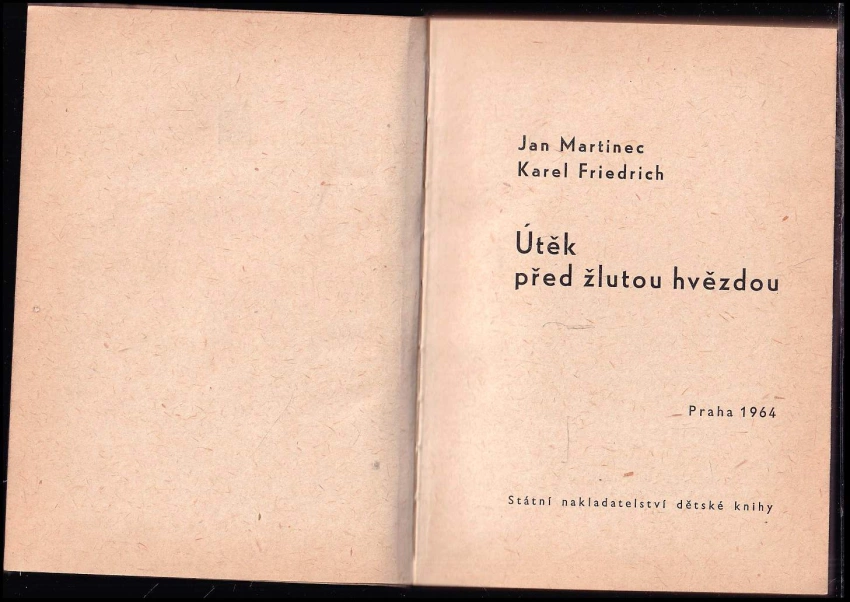 Jan Martinec
Karel Friedrich
Útěk
před žlutou hvězdou
Praha 1964
Státní nakladatelství dětské knihy